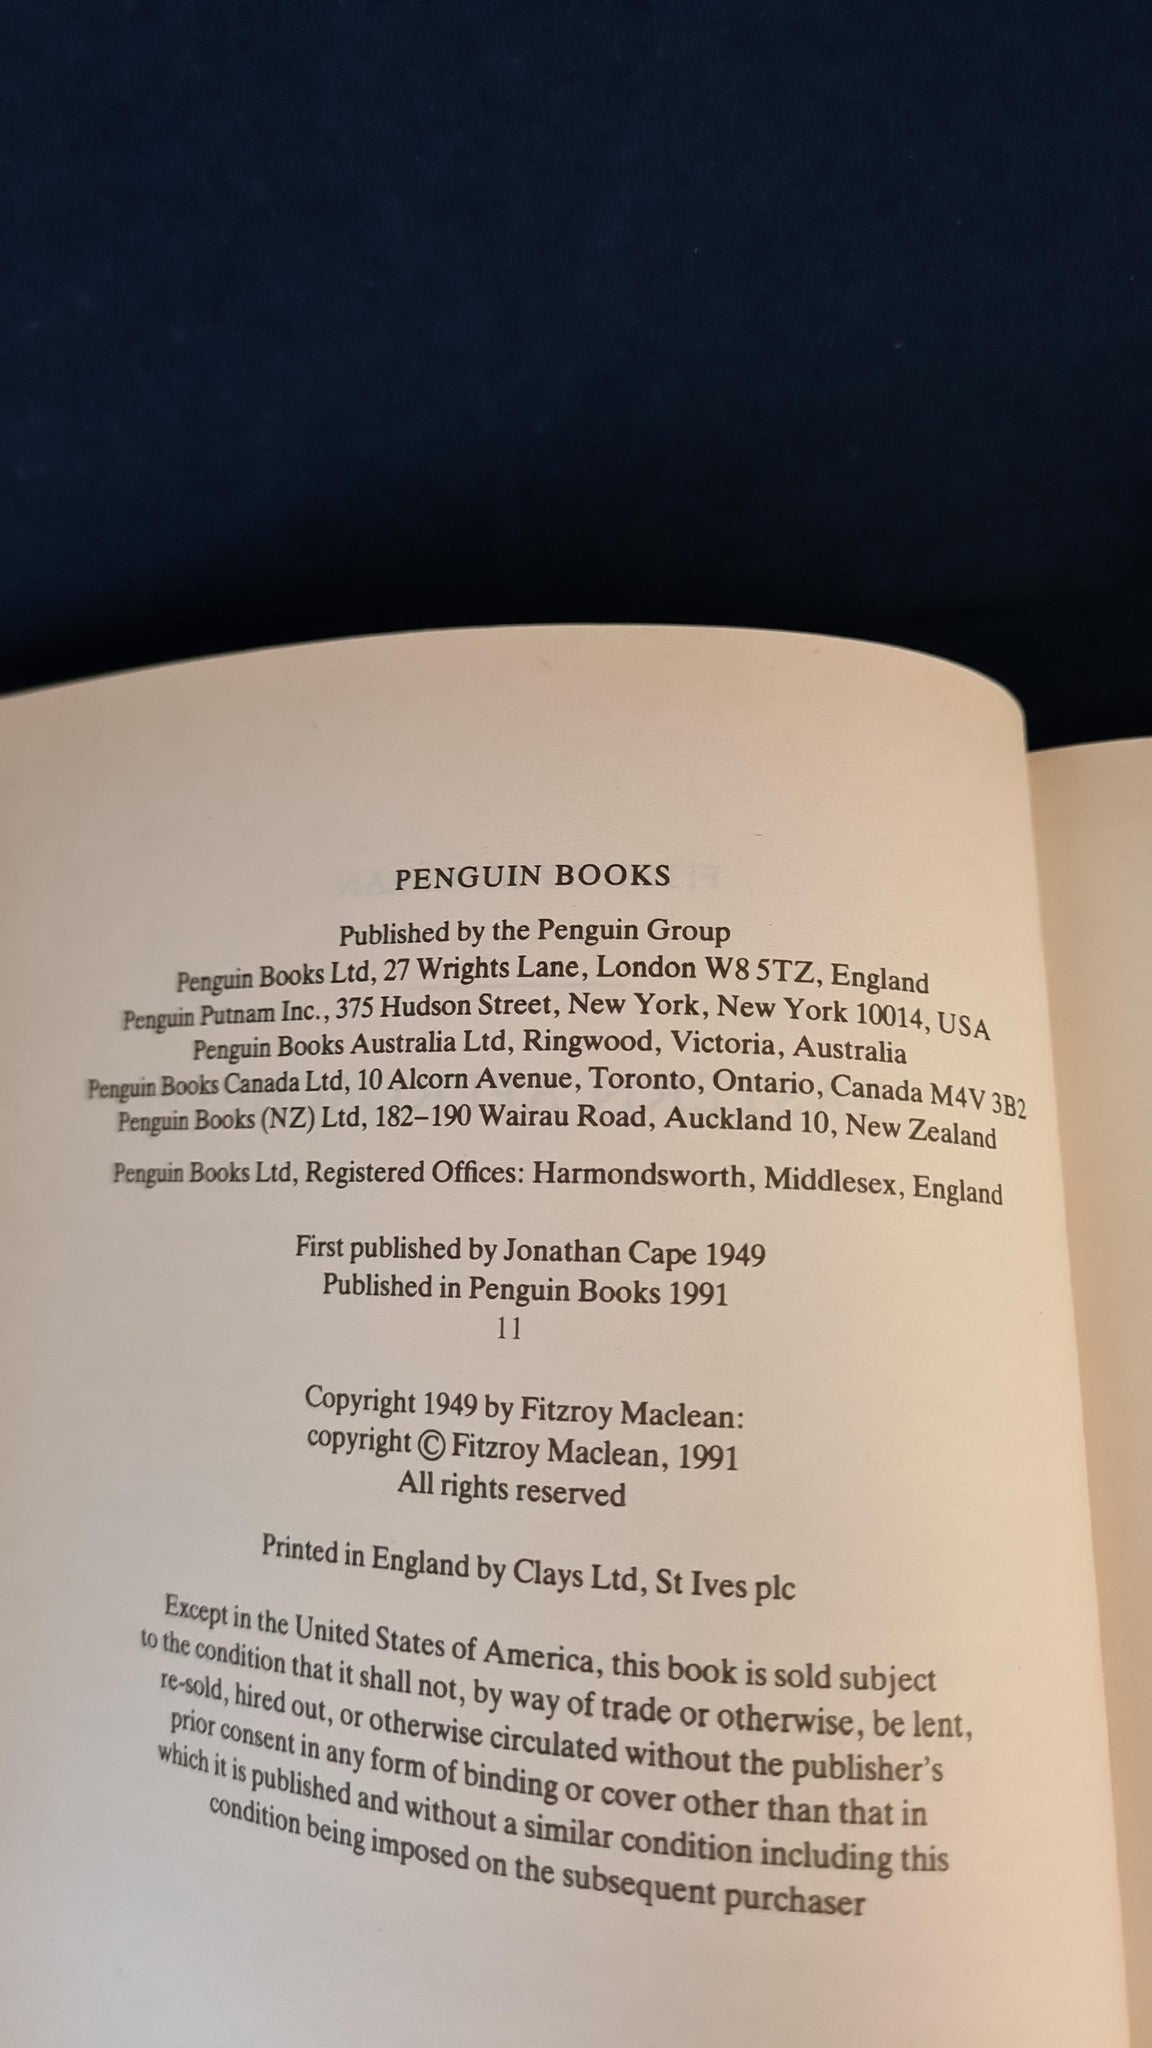 PENGUIN BOOKS
Published by the Penguin Group
Penguin Books Ltd, 27 Wrights Lane, London W8 5TZ, England
Penguin Putnam Inc., 375 Hudson Street, New York, New York 10014, USA
Penguin Books Australia Ltd, Ringwood, Victoria, Australia
Penguin Books Canada Ltd, 10 Alcorn Avenue, Toronto, Ontario, Canada M4V 3B2
Penguin Books (NZ) Ltd, 182–190 Wairau Road, Auckland 10, New Zealand
Penguin Books Ltd, Registered Offices: Harmondsworth, Middlesex, England
First published by Jonathan Cape 1949
Published in Penguin Books 1991
11
Copyright 1949 by Fitzroy Maclean:
copyright © Fitzroy Maclean, 1991
All rights reserved
Printed in England by Clays Ltd, St Ives plc
Except in the United States of America, this book is sold subject
to the condition that it shall not, by way of trade or otherwise, be lent,
re-sold, hired out, or otherwise circulated without the publisher's
prior consent in any form of binding or cover other than that in
which it is published and without a similar condition including this
condition being imposed on the subsequent purchaser